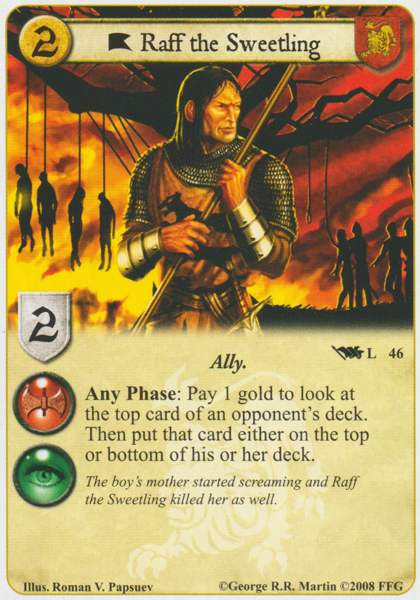 2
Raff the Sweetling
2
L 46
Ally.
Any Phase: Pay 1 gold to look at
the top card of an opponent's deck.
Then put that card either on the top
or bottom of his or her deck.
The boy's mother started screaming and Raff
the Sweetling killed her as well.
Illus. Roman V. Papsuev ©George R.R. Martin ©2008 FFG